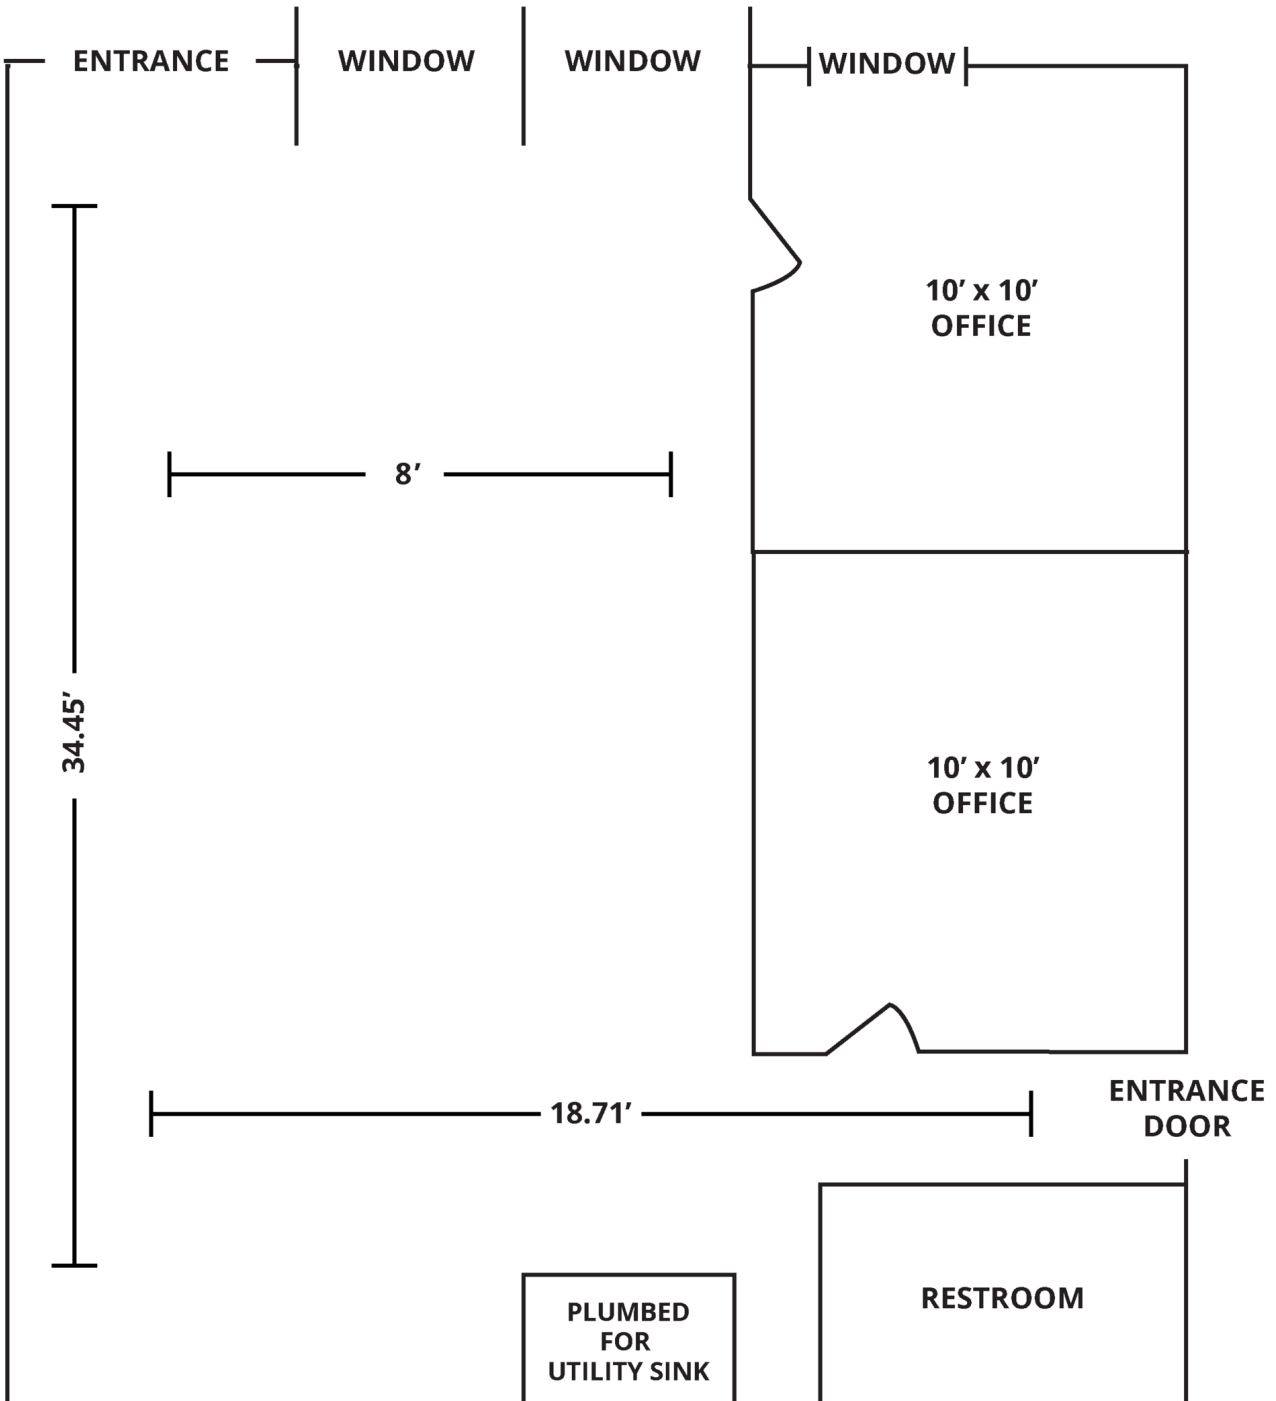 ENTRANCE
WINDOW
WINDOW
WINDOW
10’ x 10’
OFFICE
8’
34.45’
10’ x 10’
OFFICE
18.71’
ENTRANCE
DOOR
RESTROOM
PLUMBED
FOR
UTILITY SINK